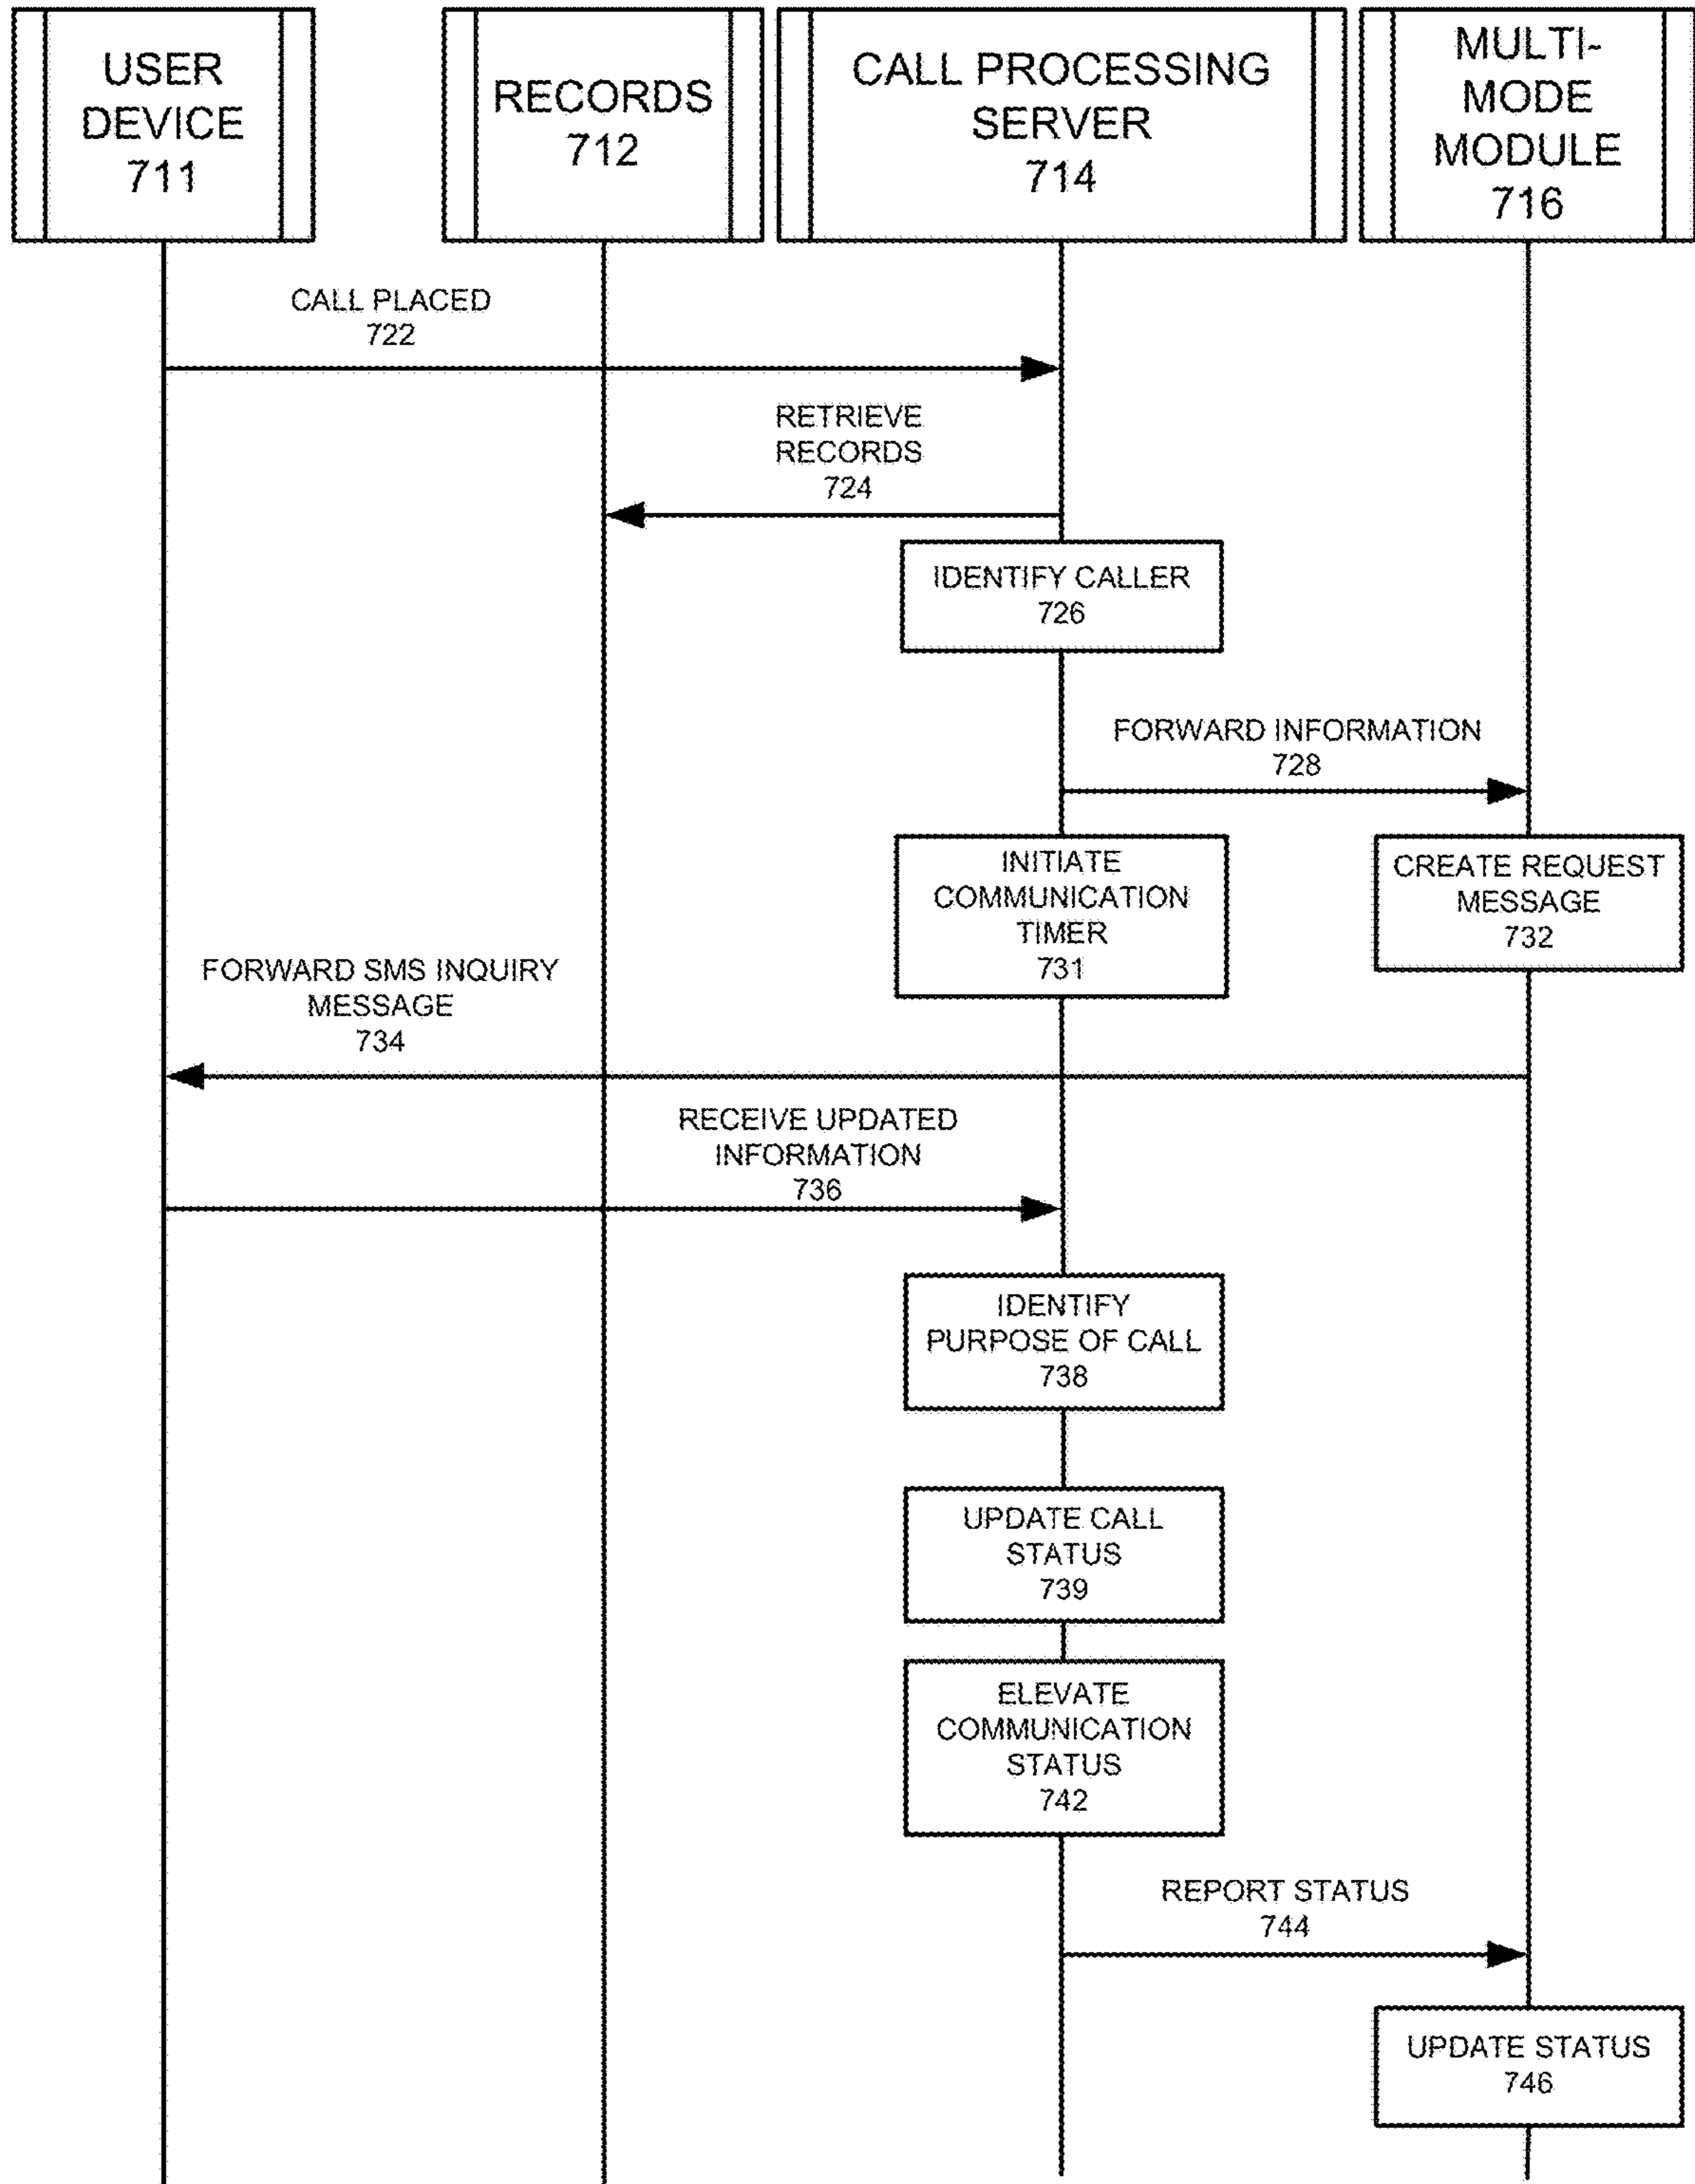 USER
DEVICE
711
RECORDS
712
CALL PROCESSING
SERVER
714
MULTI-
MODE
MODULE
716
CALL PLACED
722
RETRIEVE
RECORDS
724
IDENTIFY CALLER
726
FORWARD INFORMATION
728
INITIATE
COMMUNICATION
TIMER
731
CREATE REQUEST
MESSAGE
732
FORWARD SMS INQUIRY
MESSAGE
734
RECEIVE UPDATED
INFORMATION
736
IDENTIFY
PURPOSE OF CALL
738
UPDATE CALL
STATUS
739
ELEVATE
COMMUNICATION
STATUS
742
REPORT STATUS
744
UPDATE STATUS
746